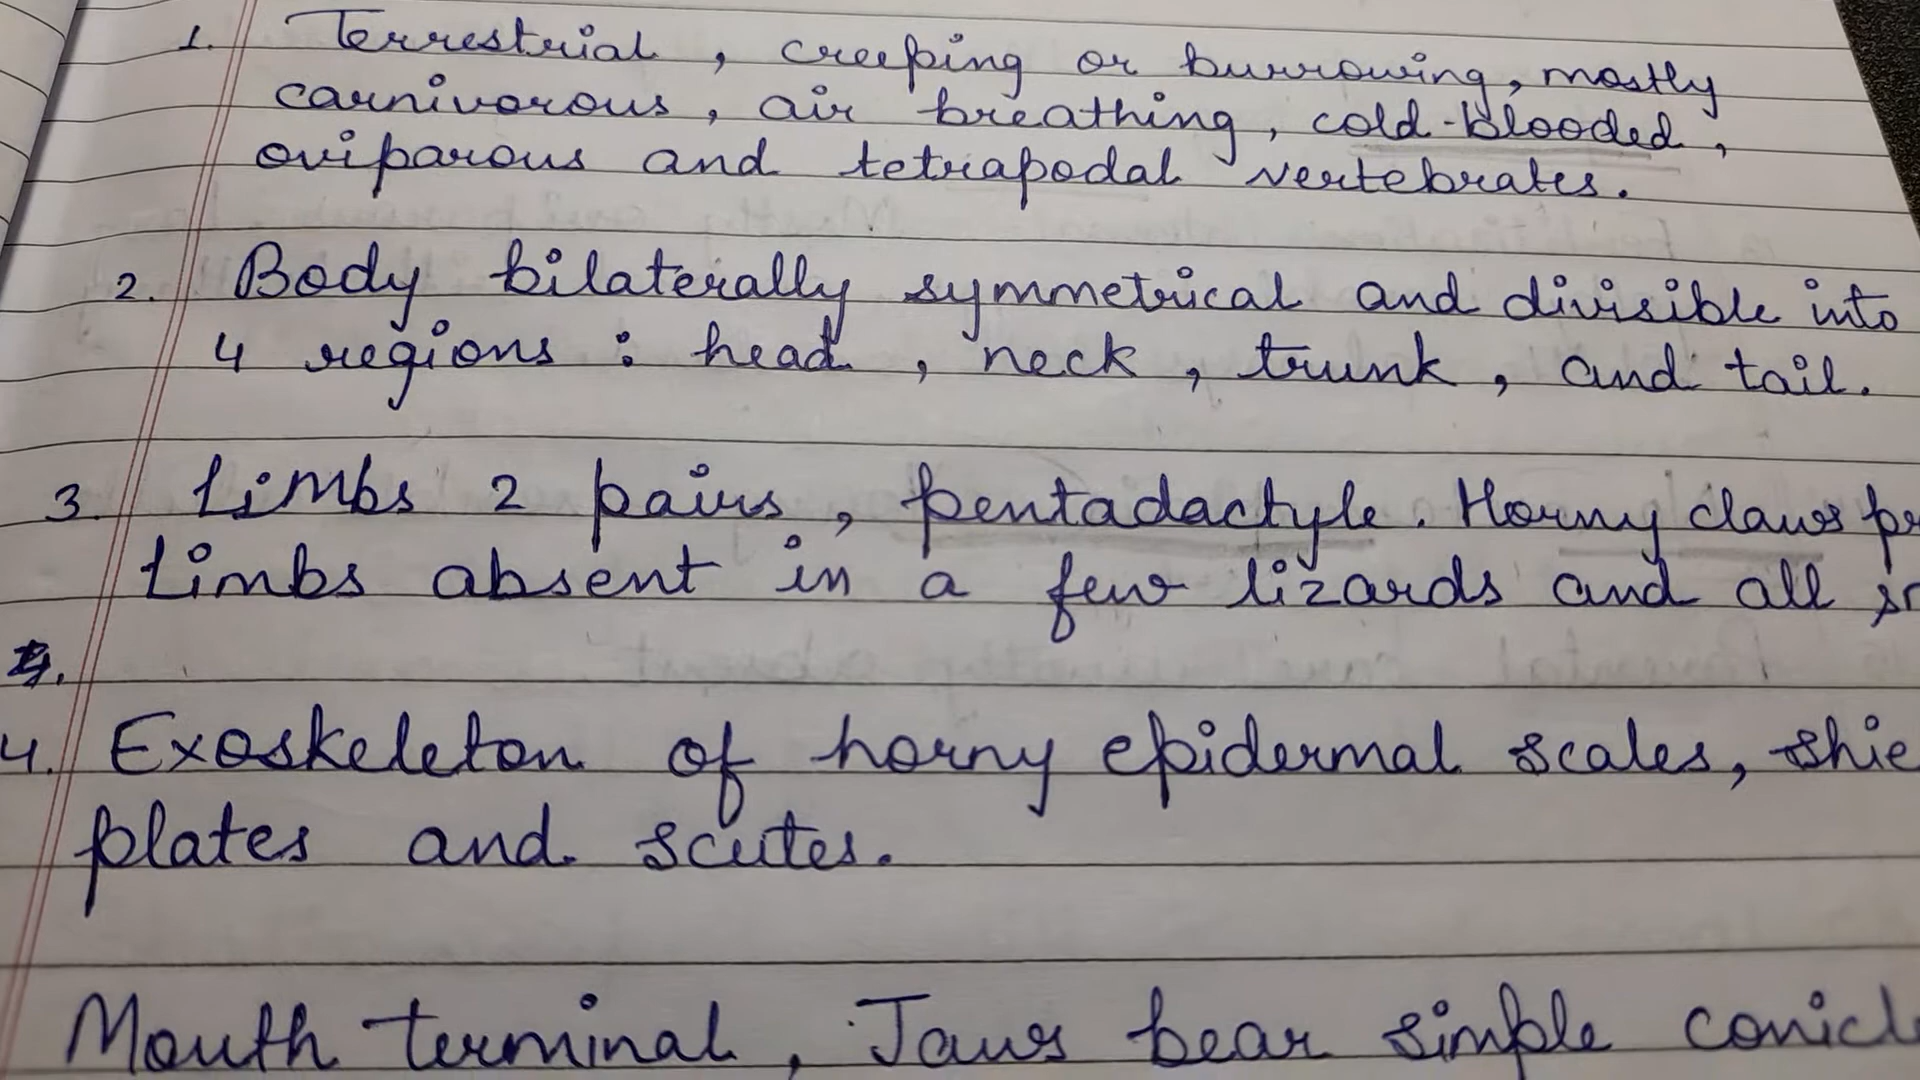 1. Terrestrial, creeping or burrowing, mostly
carnivorous, air breathing, cold-blooded,
oviparous and tetrapodal vertebrates.
2. Body bilaterally symmetrical and divisible into
4 regions: head, neck, trunk, and tail.
3. Limbs 2 pairs, pentadactyle. Horny claws
Limbs absent in a few lizards and all
4. Exoskeleton of horny epidermal scales,
plates and scutes.
Mouth terminal, Jaws bear simple